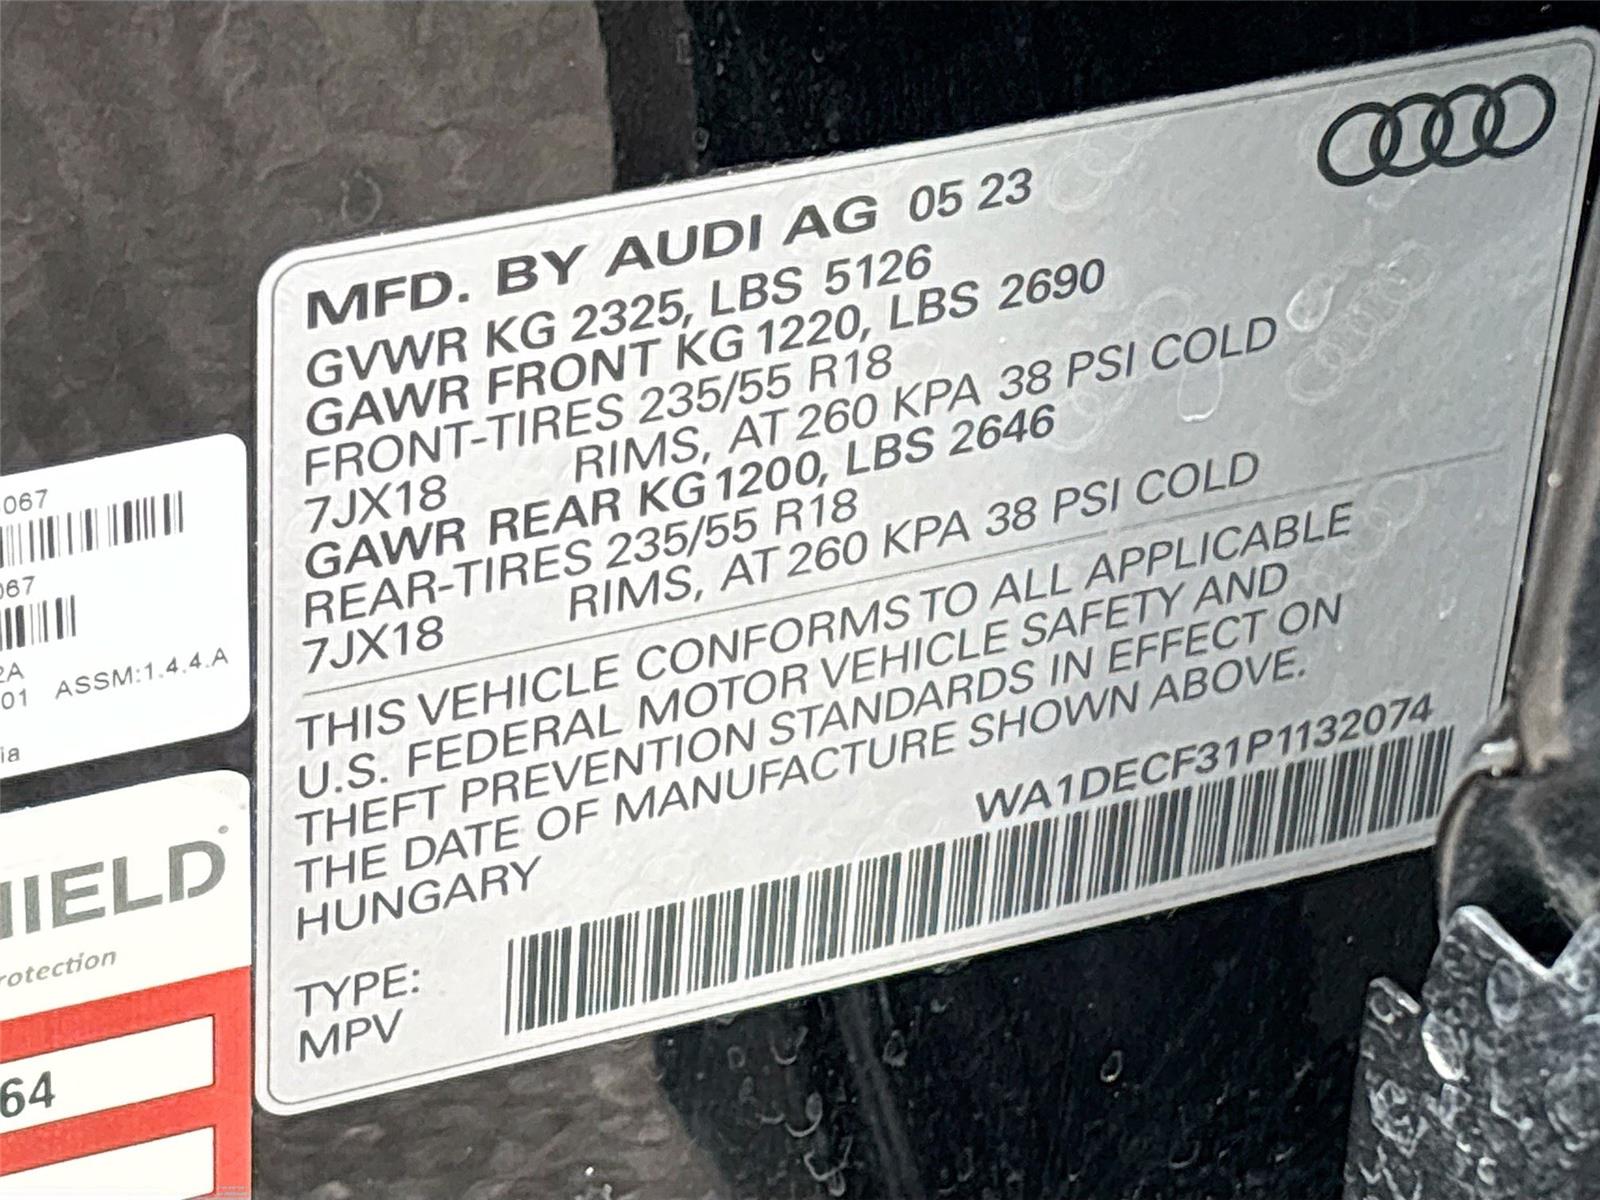 MFD. BY AUDI AG 05 23
GVWR KG 2325, LBS 5126
GAWR FRONT KG 1220, LBS 2690
FRONT-TIRES 235/55 R18
7JX18 RIMS, AT 260 KPA 38 PSI COLD
GAWR REAR KG 1200, LBS 2646
REAR-TIRES 235/55 R18
7JX18 RIMS, AT 260 KPA 38 PSI COLD
THIS VEHICLE CONFORMS TO ALL APPLICABLE
U.S. FEDERAL MOTOR VEHICLE SAFETY AND
THEFT PREVENTION STANDARDS IN EFFECT ON
THE DATE OF MANUFACTURE SHOWN ABOVE.
HUNGARY
WA1DECF31P1132074
TYPE:
MPV
067
067
2A
01 ASSM:1.4.4.A
ia
HIELD
rotection
64